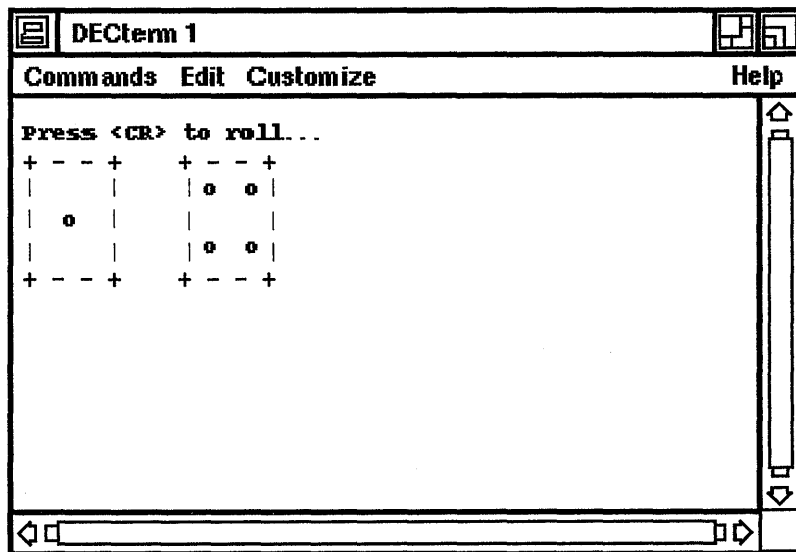 DECterm 1
Commands Edit Customize Help
Press <CR> to roll...
+ - - + + - - +
| | | o o |
| o | | |
| | | o o |
+ - - + + - - +